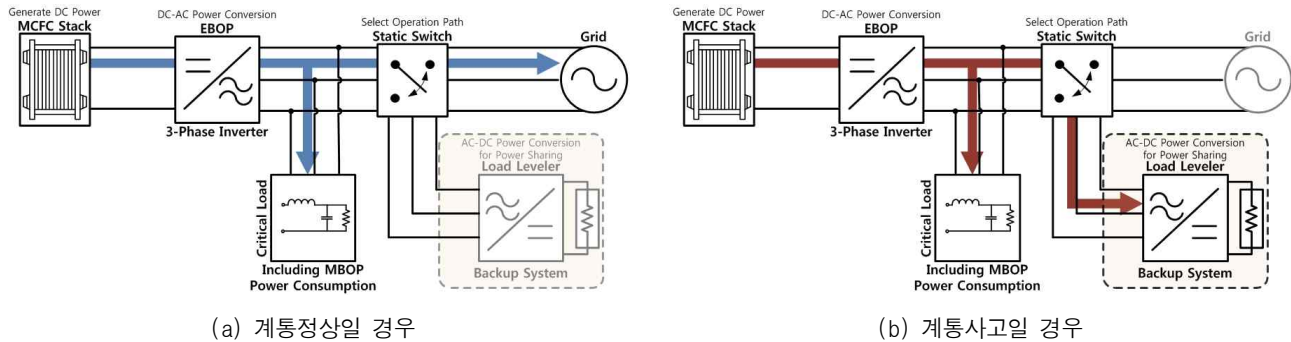 Generate DC Power
MCFC Stack
DC-AC Power Conversion
EBOP
3-Phase Inverter
Select Operation Path
Static Switch
Grid
Critical Load
Including MBOP
Power Consumption
AC-DC Power Conversion
for Power Sharing
Load Leveler
Backup System
(a) 계통정상일 경우
Generate DC Power
MCFC Stack
DC-AC Power Conversion
EBOP
3-Phase Inverter
Select Operation Path
Static Switch
Grid
Critical Load
Including MBOP
Power Consumption
AC-DC Power Conversion
for Power Sharing
Load Leveler
Backup System
(b) 계통사고일 경우